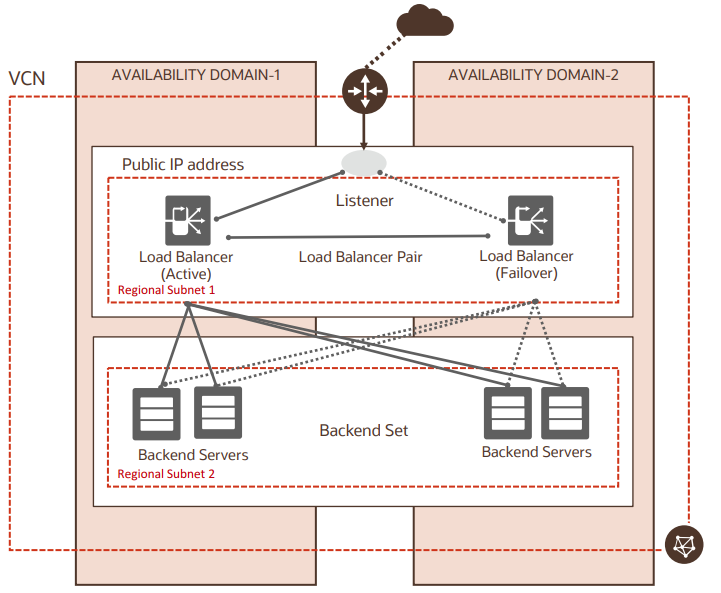 VCN
AVAILABILITY DOMAIN-1
AVAILABILITY DOMAIN-2
Public IP address
Listener
Load Balancer
(Active)
Load Balancer Pair
Load Balancer
(Failover)
Regional Subnet 1
Backend Set
Backend Servers
Backend Servers
Regional Subnet 2